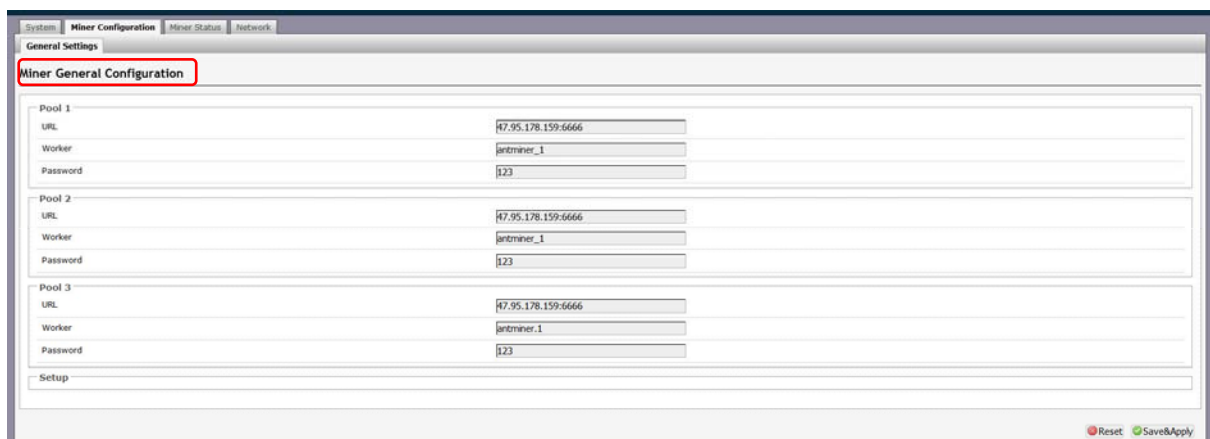 System Miner Configuration Miner Status Network
General Settings
Miner General Configuration
Pool 1
URL 47.95.178.159:6666
Worker antminer_1
Password 123
Pool 2
URL 47.95.178.159:6666
Worker antminer_1
Password 123
Pool 3
URL 47.95.178.159:6666
Worker antminer.1
Password 123
Setup
Reset Save&Apply